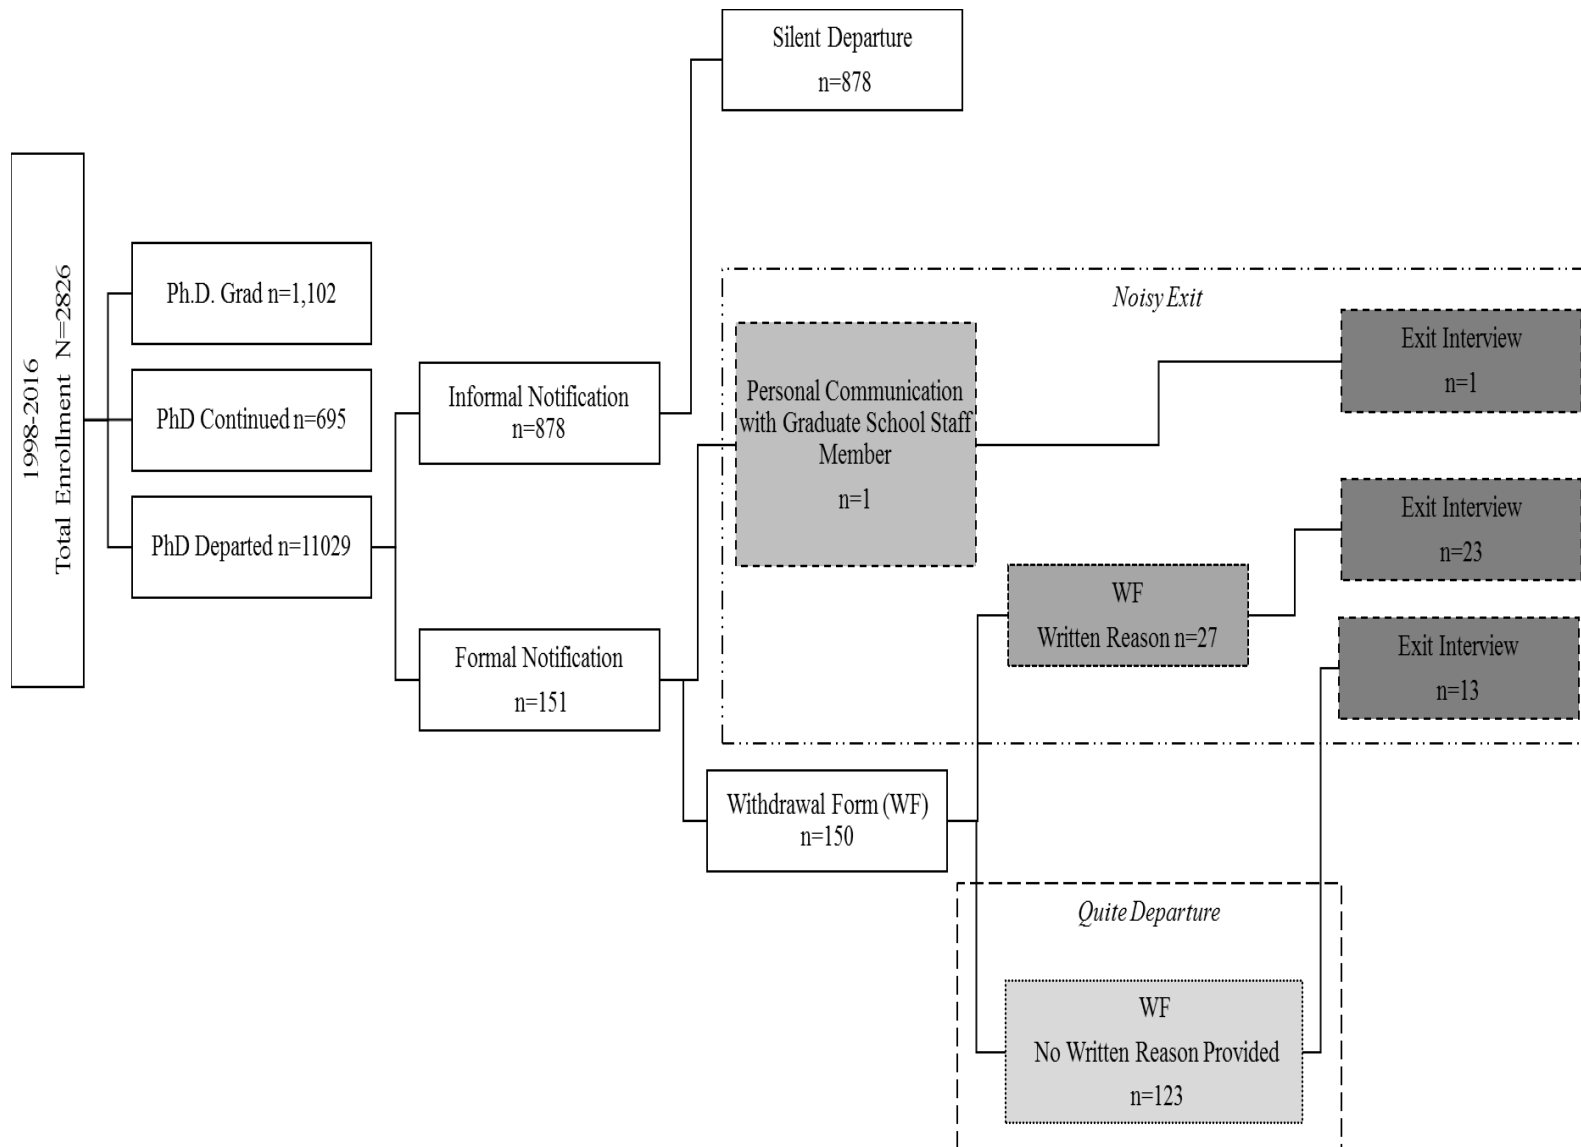 1998-2016
Total Enrollment N=2826
Ph.D. Grad n=1,102
PhD Continued n=695
PhD Departed n=11029
Informal Notification
n=878
Formal Notification
n=151
Silent Departure
n=878
Noisy Exit
Personal Communication
with Graduate School Staff
Member
n=1
Exit Interview
n=1
Withdrawal Form (WF)
n=150
WF
Written Reason n=27
Exit Interview
n=23
Exit Interview
n=13
Quite Departure
WF
No Written Reason Provided
n=123